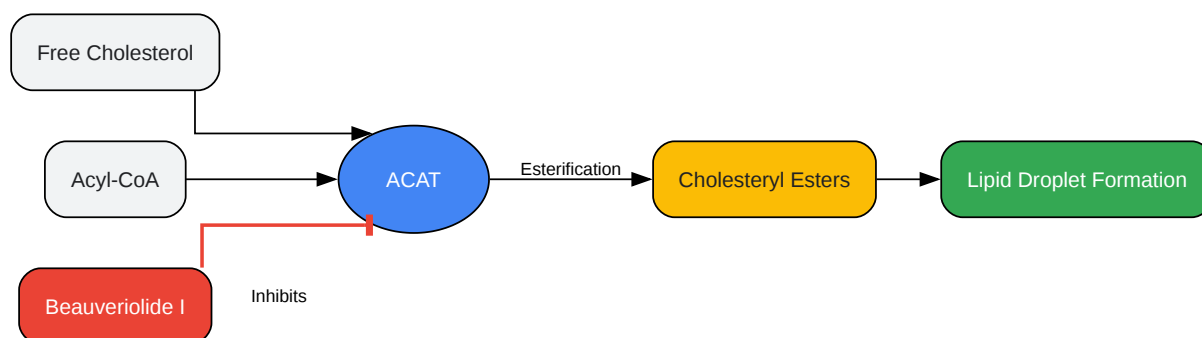 Free Cholesterol
Acyl-CoA
ACAT
Esterification
Cholesteryl Esters
Lipid Droplet Formation
Beauveriolide I
Inhibits